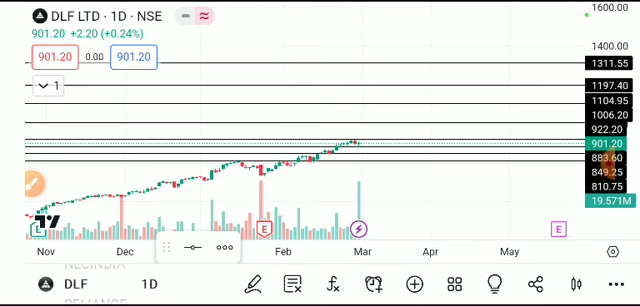 DLF LTD · 1D · NSE
901.20 +2.20 (+0.24%)
901.20 0.00 901.20
1
1600.00
1400.00
1311.55
1197.40
1104.95
1006.20
922.20
901.20
883.60
849.25
810.75
19.571M
E E E
Nov Dec Feb Mar Apr May
NLCINDIA
DLF 1D
RELIANCE